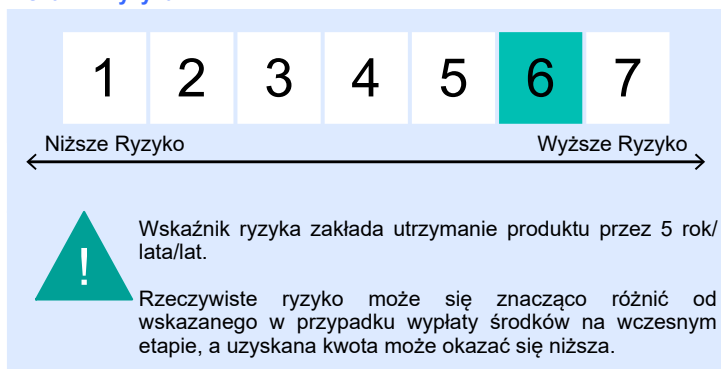 1 2 3 4 5 6 7
Niższe Ryzyko Wyższe Ryzyko
!
Wskaźnik ryzyka zakłada utrzymanie produktu przez 5 rok/
lata/lat.
Rzeczywiste ryzyko może się znacząco różnić od
wskazanego w przypadku wypłaty środków na wczesnym
etapie, a uzyskana kwota może okazać się niższa.